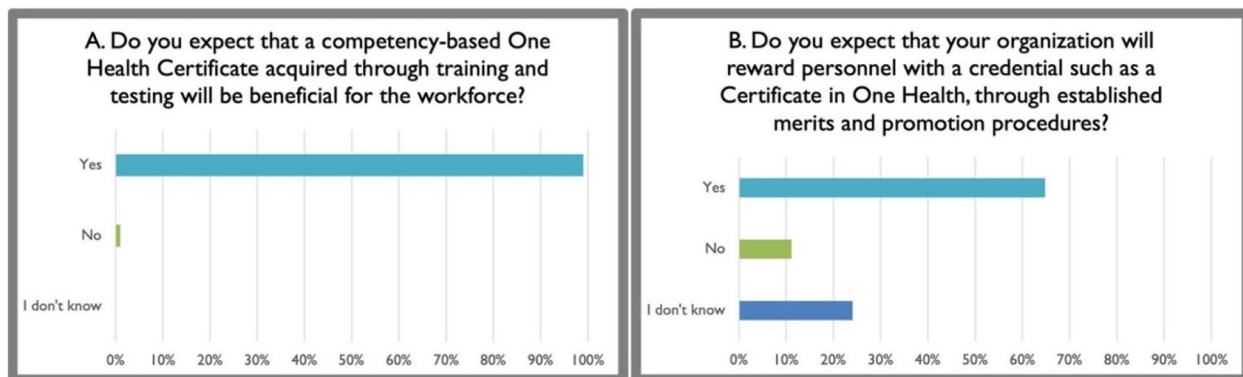 A. Do you expect that a competency-based One
Health Certificate acquired through training and
testing will be beneficial for the workforce?
Yes
No
I don't know
0% 10% 20% 30% 40% 50% 60% 70% 80% 90% 100%
B. Do you expect that your organization will
reward personnel with a credential such as a
Certificate in One Health, through established
merits and promotion procedures?
Yes
No
I don't know
0% 10% 20% 30% 40% 50% 60% 70% 80% 90% 100%